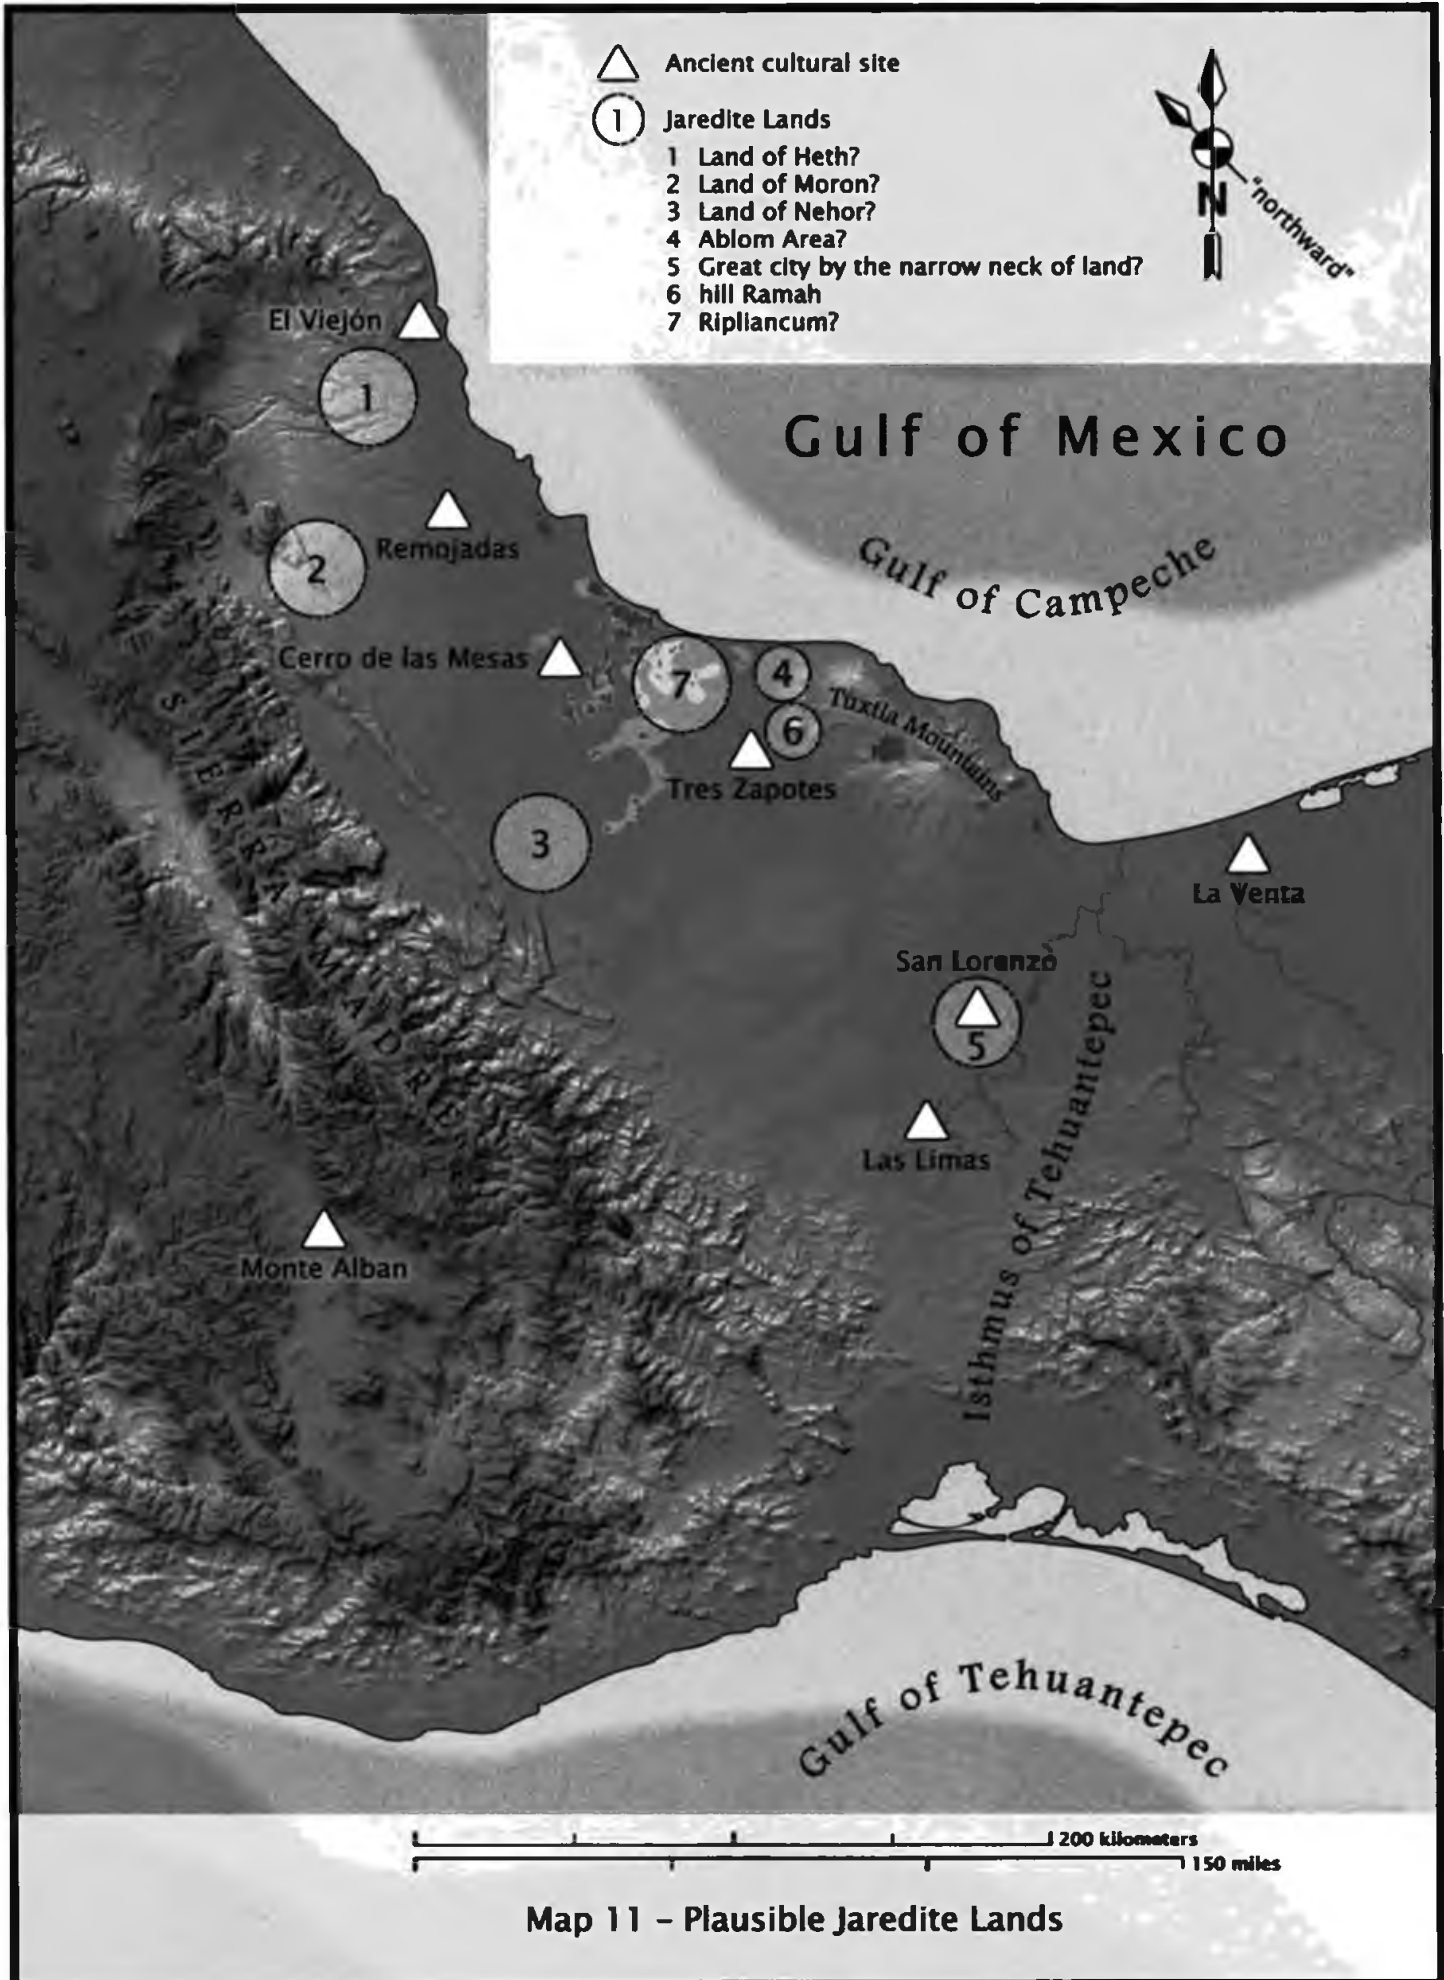 Ancient cultural site
1 Jaredite Lands
1 Land of Heth?
2 Land of Moron?
3 Land of Nehor?
4 Ablom Area?
5 Great city by the narrow neck of land?
6 hill Ramah
7 Ripliancum?
N
"northward"
El Viejón
1
Gulf of Mexico
Remojadas
2
Gulf of Campeche
Cerro de las Mesas
7
4
6
Tuxtla Mountains
Tres Zapotes
3
SIERRA MADRE
La Venta
San Lorenzo
5
Las Limas
Isthmus of Tehuantepec
Monte Alban
Gulf of Tehuantepec
200 kilometers
150 miles
Map 11 – Plausible Jaredite Lands